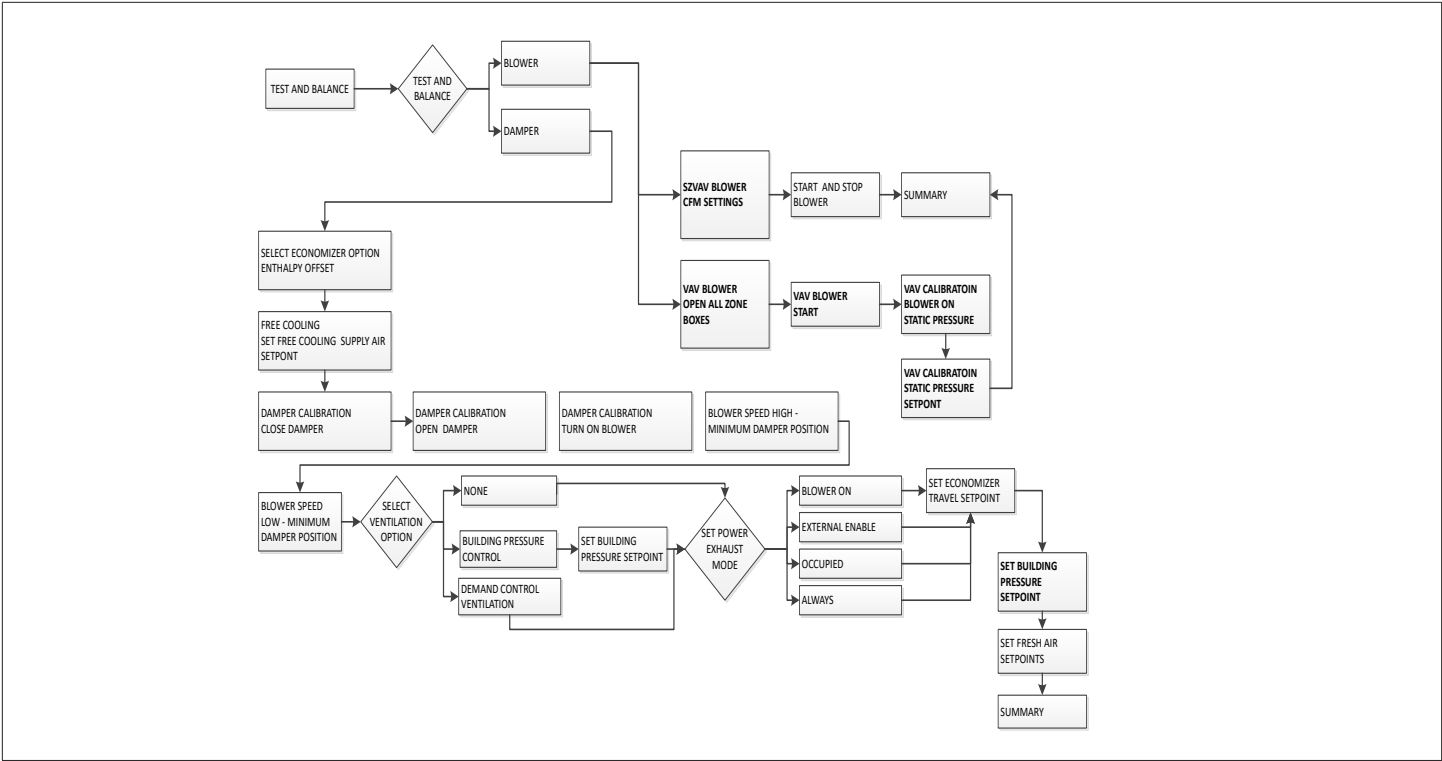 TEST AND BALANCE
TEST AND
BALANCE
BLOWER
DAMPER
SZVAV BLOWER
CFM SETTINGS
START AND STOP
BLOWER
SUMMARY
SELECT ECONOMIZER OPTION
ENTHALPY OFFSET
VAV BLOWER
OPEN ALL ZONE
BOXES
VAV BLOWER
START
VAV CALIBRATOIN
BLOWER ON
STATIC PRESSURE
FREE COOLING
SET FREE COOLING SUPPLY AIR
SETPONT
VAV CALIBRATOIN
STATIC PRESSURE
SETPONT
DAMPER CALIBRATION
CLOSE DAMPER
DAMPER CALIBRATION
OPEN DAMPER
DAMPER CALIBRATION
TURN ON BLOWER
BLOWER SPEED HIGH -
MINIMUM DAMPER POSITION
BLOWER SPEED
LOW - MINIMUM
DAMPER POSITION
SELECT
VENTILATION
OPTION
NONE
BUILDING PRESSURE
CONTROL
SET BUILDING
PRESSURE SETPOINT
DEMAND CONTROL
VENTILATION
SET POWER
EXHAUST
MODE
BLOWER ON
EXTERNAL ENABLE
OCCUPIED
ALWAYS
SET ECONOMIZER
TRAVEL SETPOINT
SET BUILDING
PRESSURE
SETPOINT
SET FRESH AIR
SETPOINTS
SUMMARY